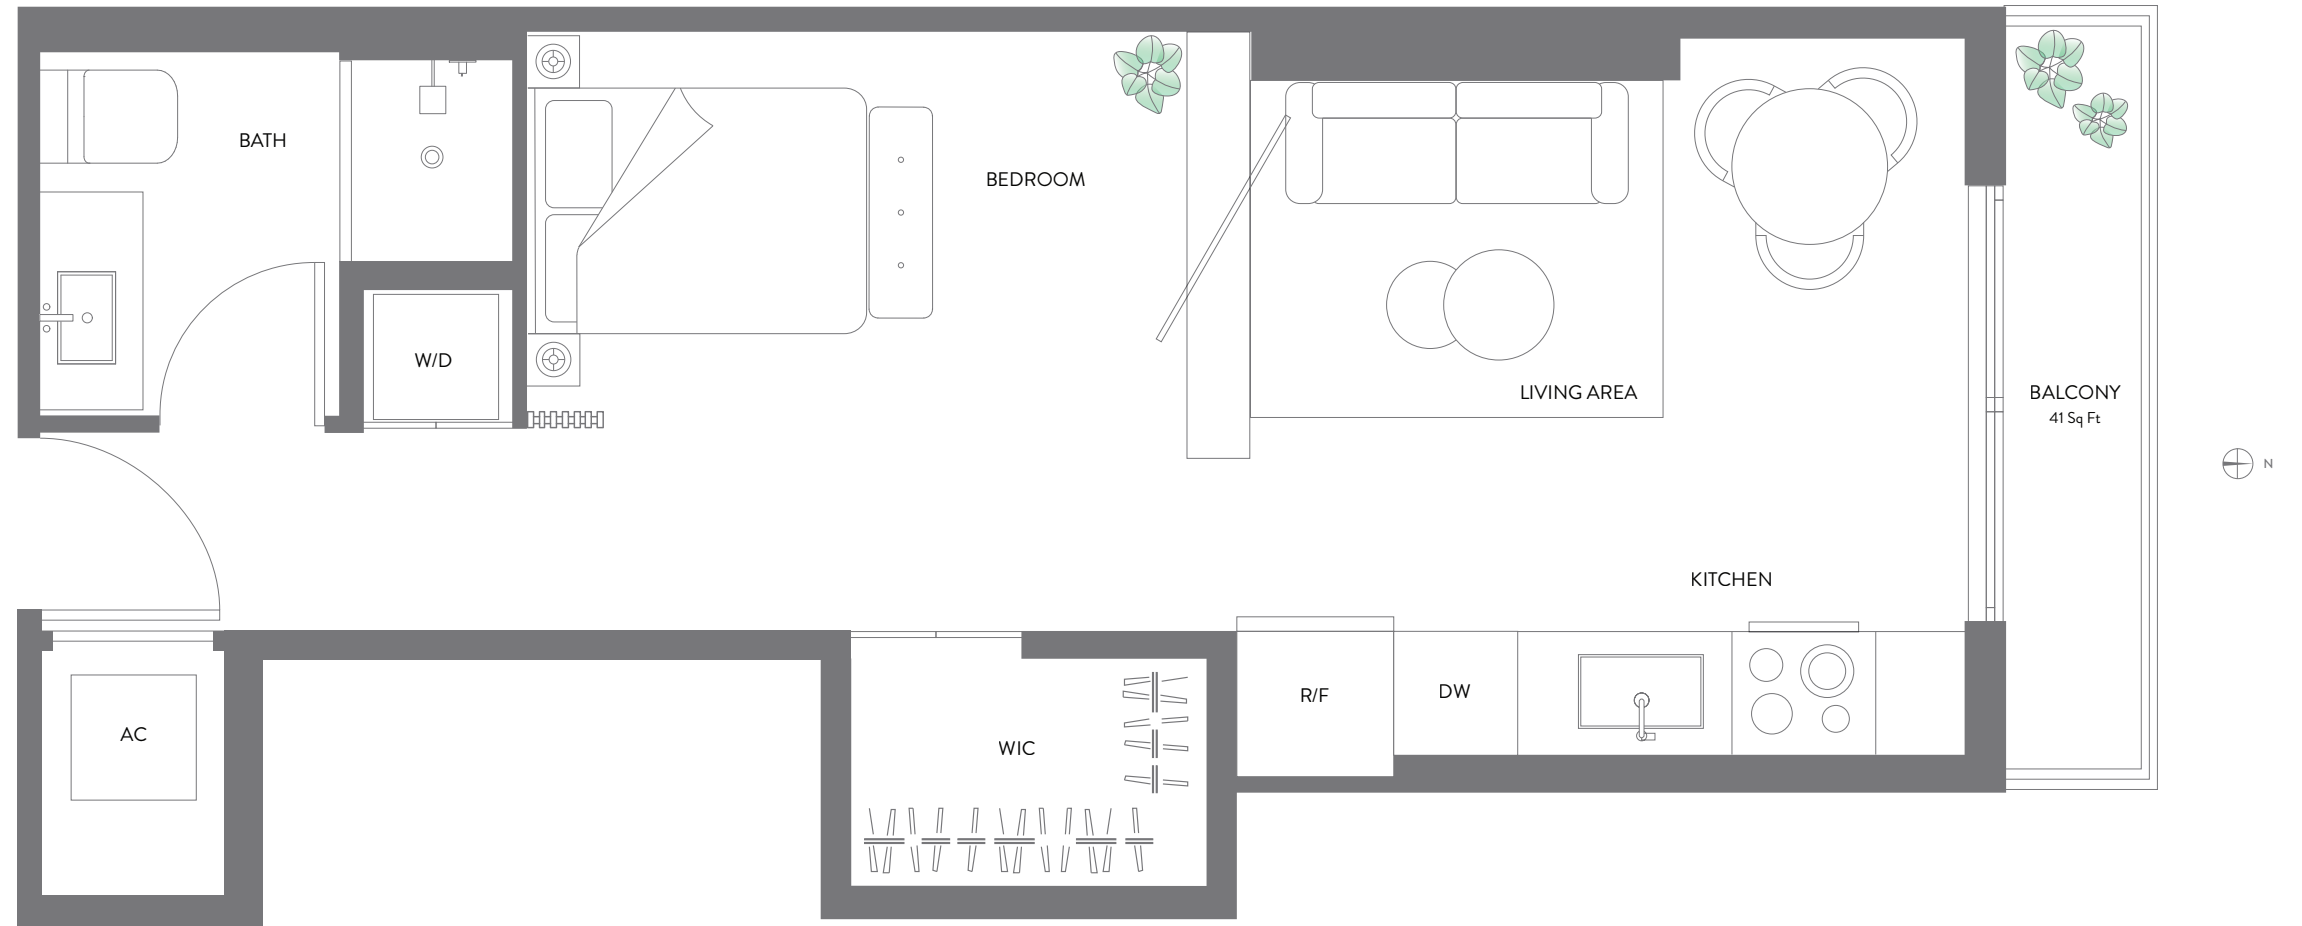 BATH
BEDROOM
W/D
LIVING AREA
BALCONY
41 Sq Ft
N
KITCHEN
R/F
DW
AC
WIC